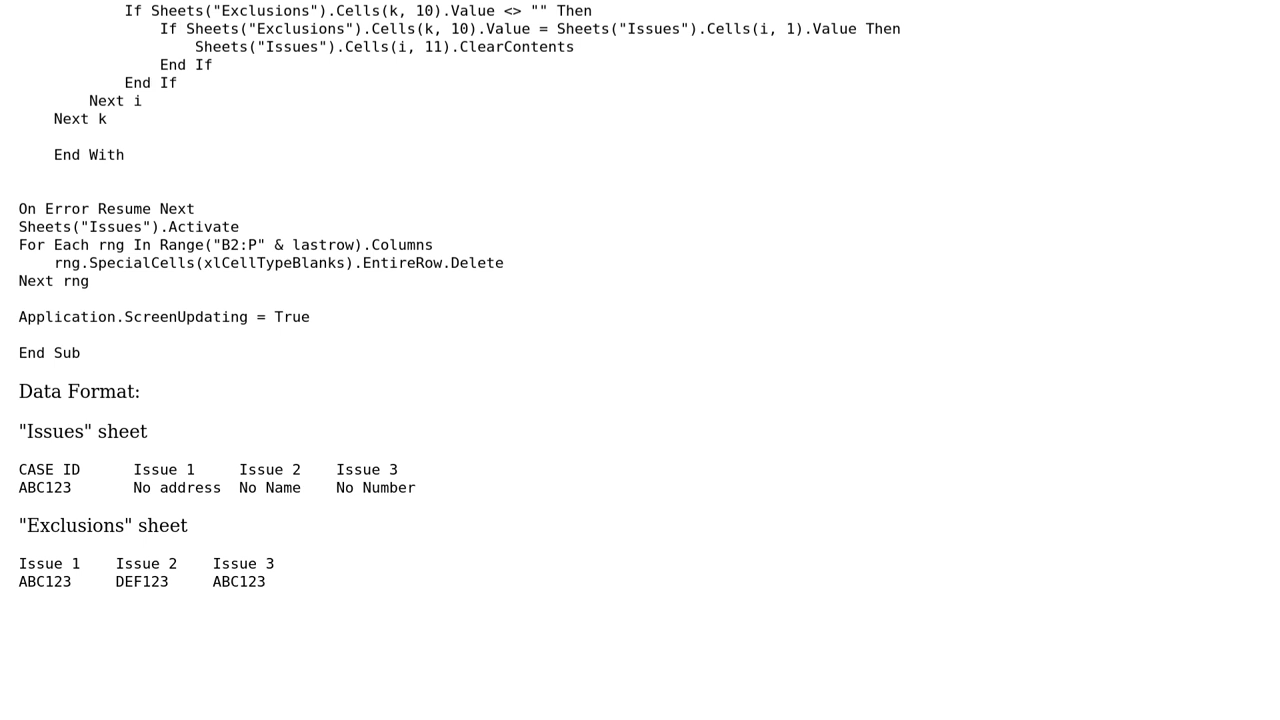 If Sheets("Exclusions").Cells(k, 10).Value <> "" Then
                If Sheets("Exclusions").Cells(k, 10).Value = Sheets("Issues").Cells(i, 1).Value Then
                    Sheets("Issues").Cells(i, 11).ClearContents
                End If
            End If
        Next i
    Next k

    End With


On Error Resume Next
Sheets("Issues").Activate
For Each rng In Range("B2:P" & lastrow).Columns
    rng.SpecialCells(xlCellTypeBlanks).EntireRow.Delete
Next rng

Application.ScreenUpdating = True

End Sub

Data Format:

"Issues" sheet

CASE ID      Issue 1     Issue 2    Issue 3
ABC123       No address  No Name    No Number

"Exclusions" sheet

Issue 1    Issue 2    Issue 3
ABC123     DEF123     ABC123